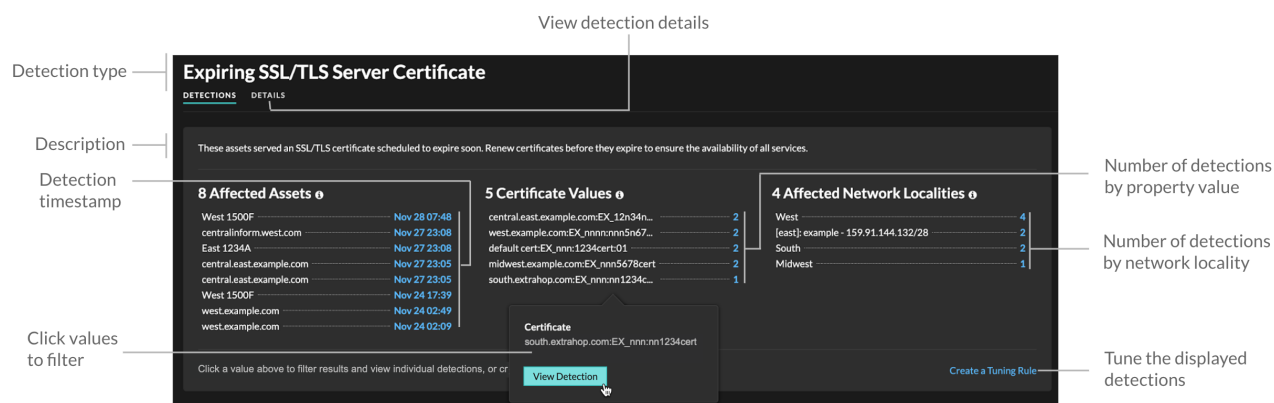 View detection details
Detection type
Expiring SSL/TLS Server Certificate
DETECTIONS DETAILS
Description
These assets served an SSL/TLS certificate scheduled to expire soon. Renew certificates before they expire to ensure the availability of all services.
Detection
timestamp
8 Affected Assets
West 1500F Nov 28 07:48
centralinform.west.com Nov 27 23:08
East 1234A Nov 27 23:08
central.east.example.com Nov 27 23:05
central.east.example.com Nov 27 23:05
West 1500F Nov 24 17:39
west.example.com Nov 24 02:49
west.example.com Nov 24 02:09
5 Certificate Values
central.east.example.com:EX_12n34n... 2
west.example.com:EX_nnnn:nnn5n67... 2
default cert:EX_nnn:1234cert:01 2
midwest.example.com:EX_nnn5678cert 2
south.extrahop.com:EX_nnn:nn1234c... 1
4 Affected Network Localities
West 4
[east]: example - 159.91.144.132/28 2
South 2
Midwest 1
Number of detections
by property value
Number of detections
by network locality
Click values
to filter
Certificate
south.extrahop.com:EX_nnn:nn1234cert
View Detection
Click a value above to filter results and view individual detections, or cr
Create a Tuning Rule
Tune the displayed
detections